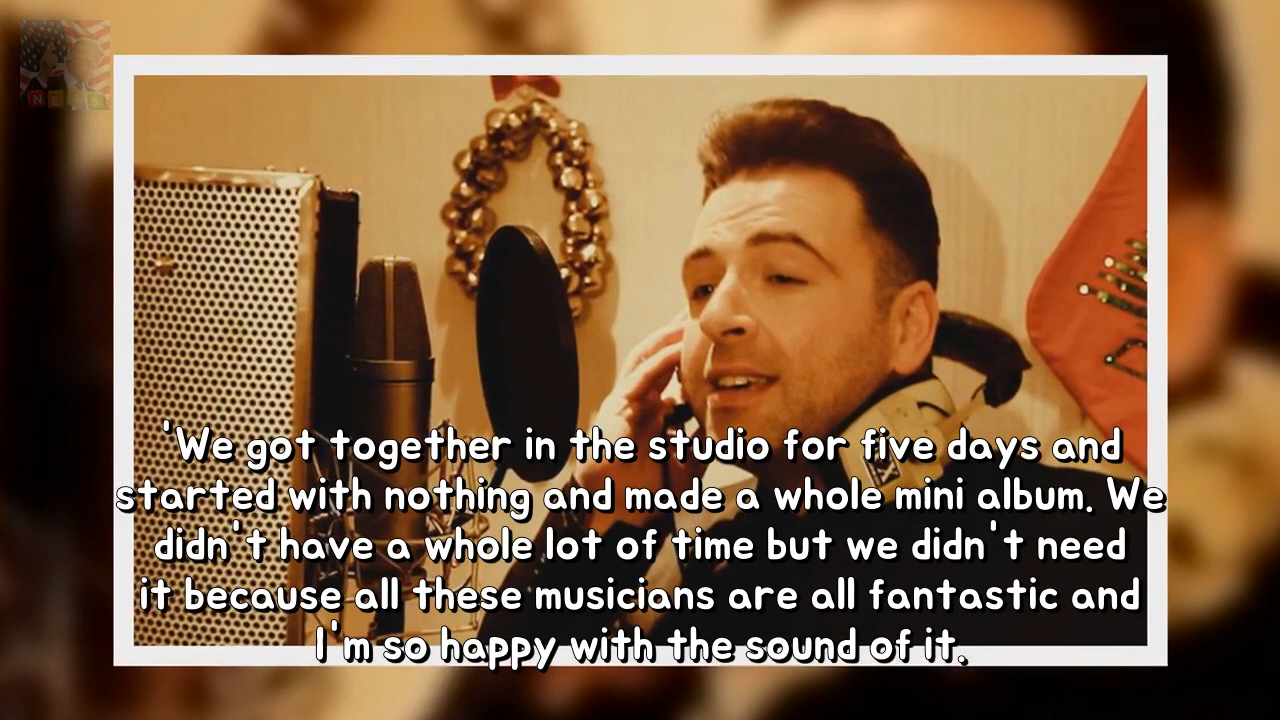 NEWS
'We got together in the studio for five days and
started with nothing and made a whole mini album. We
didn't have a whole lot of time but we didn't need
it because all these musicians are all fantastic and
I'm so happy with the sound of it.